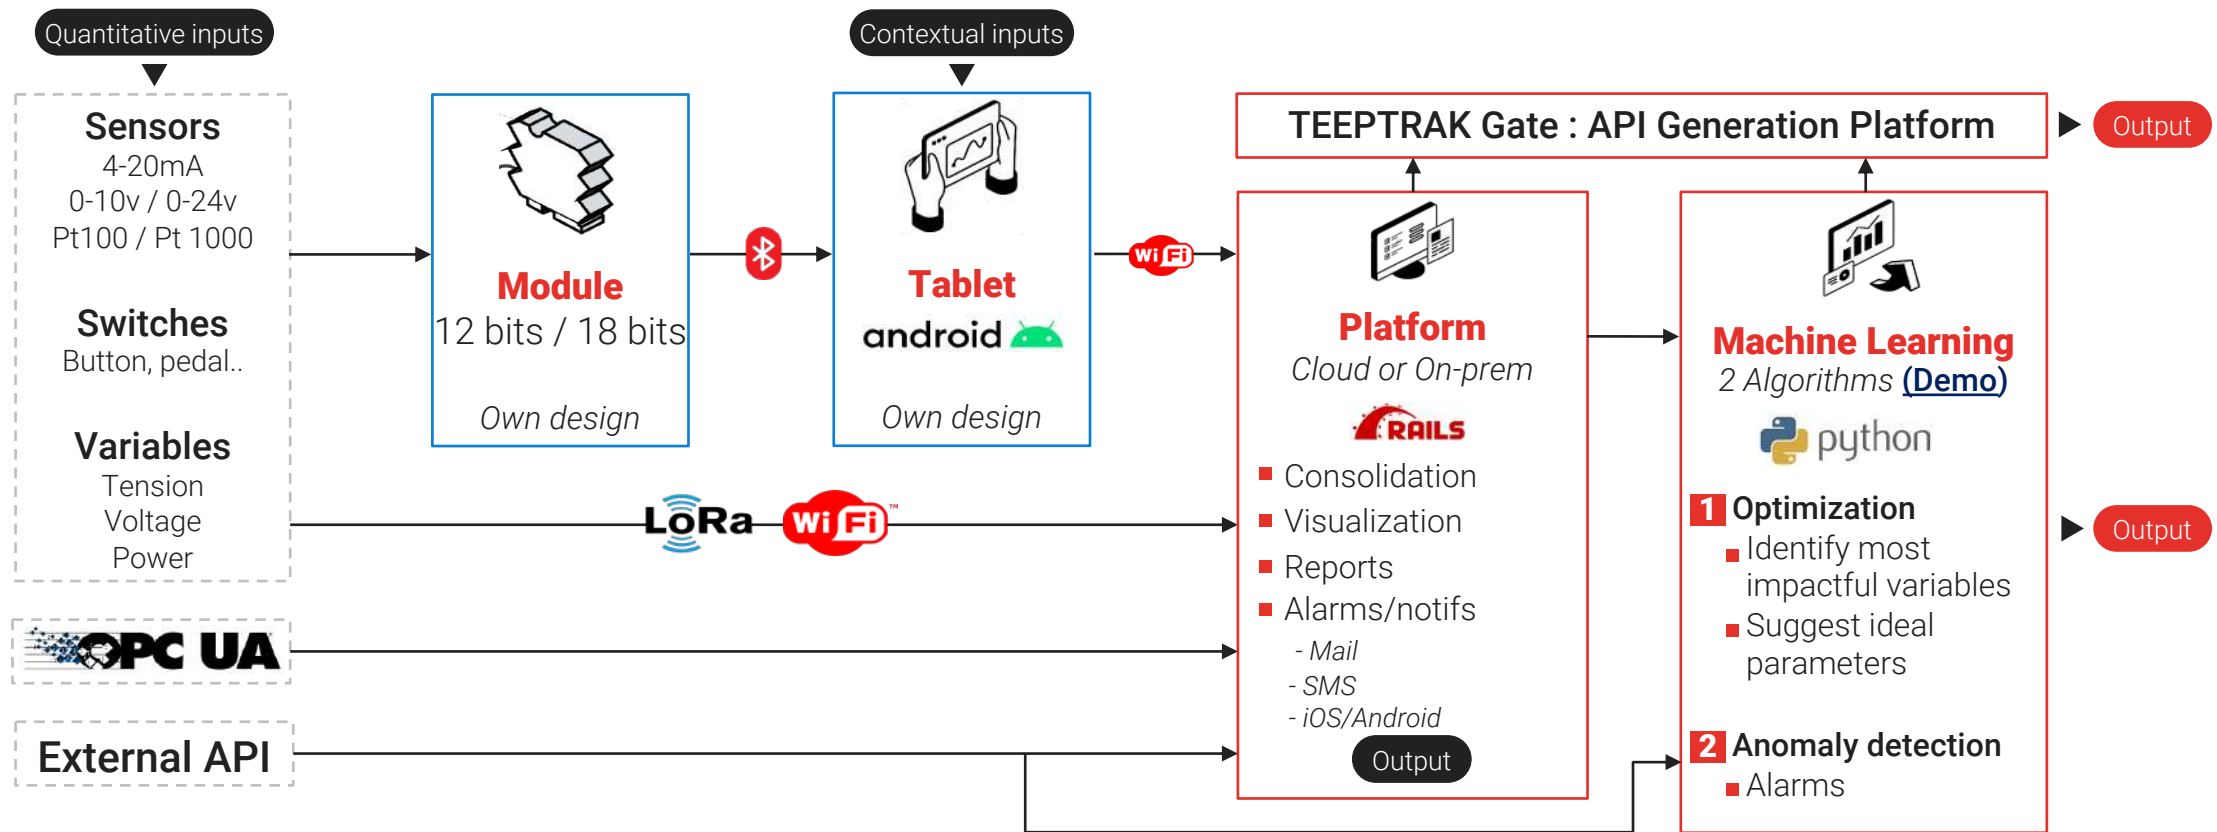 Quantitative inputs
Sensors
4-20mA
0-10v / 0-24v
Pt100 / Pt 1000
Switches
Button, pedal..
Variables
Tension
Voltage
Power
OPC UA
External API
Module
12 bits / 18 bits
Own design
Contextual inputs
Tablet
android
Own design
WiFi
LoRa
WiFi™
TEEPTRAK Gate : API Generation Platform
Output
Platform
Cloud or On-prem
RAILS
Consolidation
Visualization
Reports
Alarms/notifs
- Mail
- SMS
- iOS/Android
Output
Machine Learning
2 Algorithms (Demo)
python
1 Optimization
Identify most
impactful variables
Suggest ideal
parameters
2 Anomaly detection
Alarms
Output